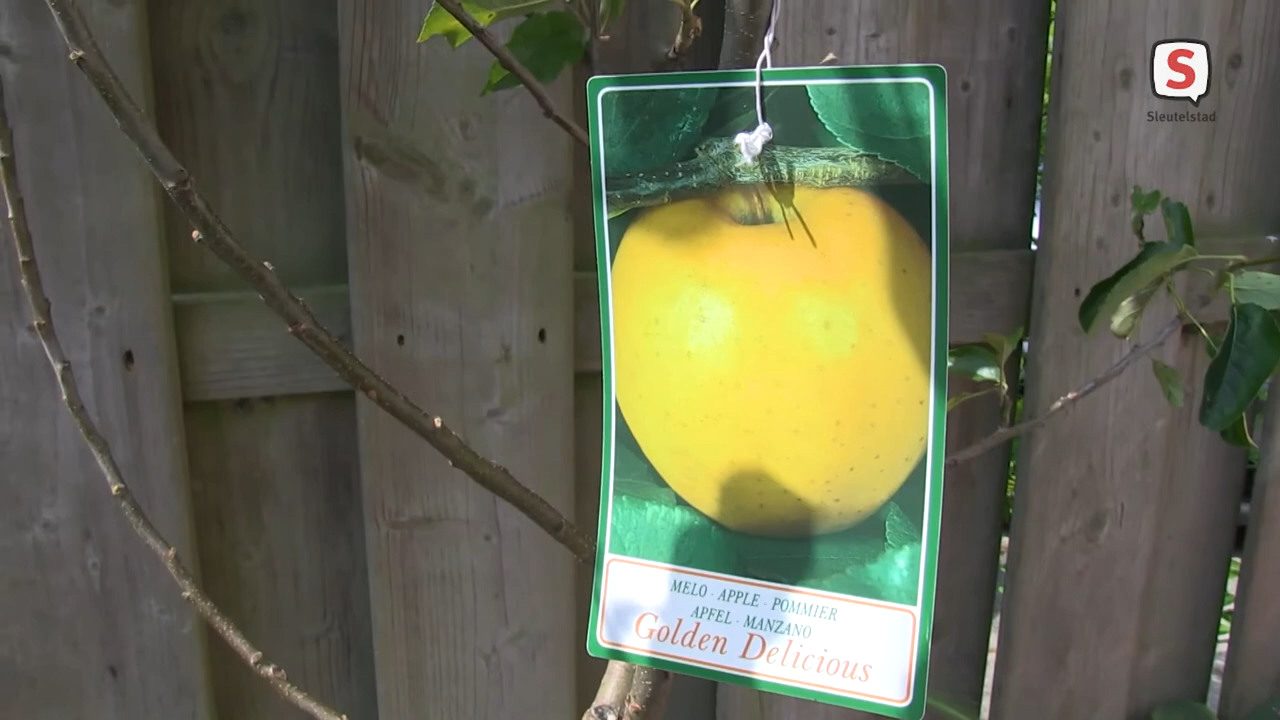 S
Sleutelstad
MELO · APPLE · POMMIER
APFEL · MANZANO
Golden Delicious